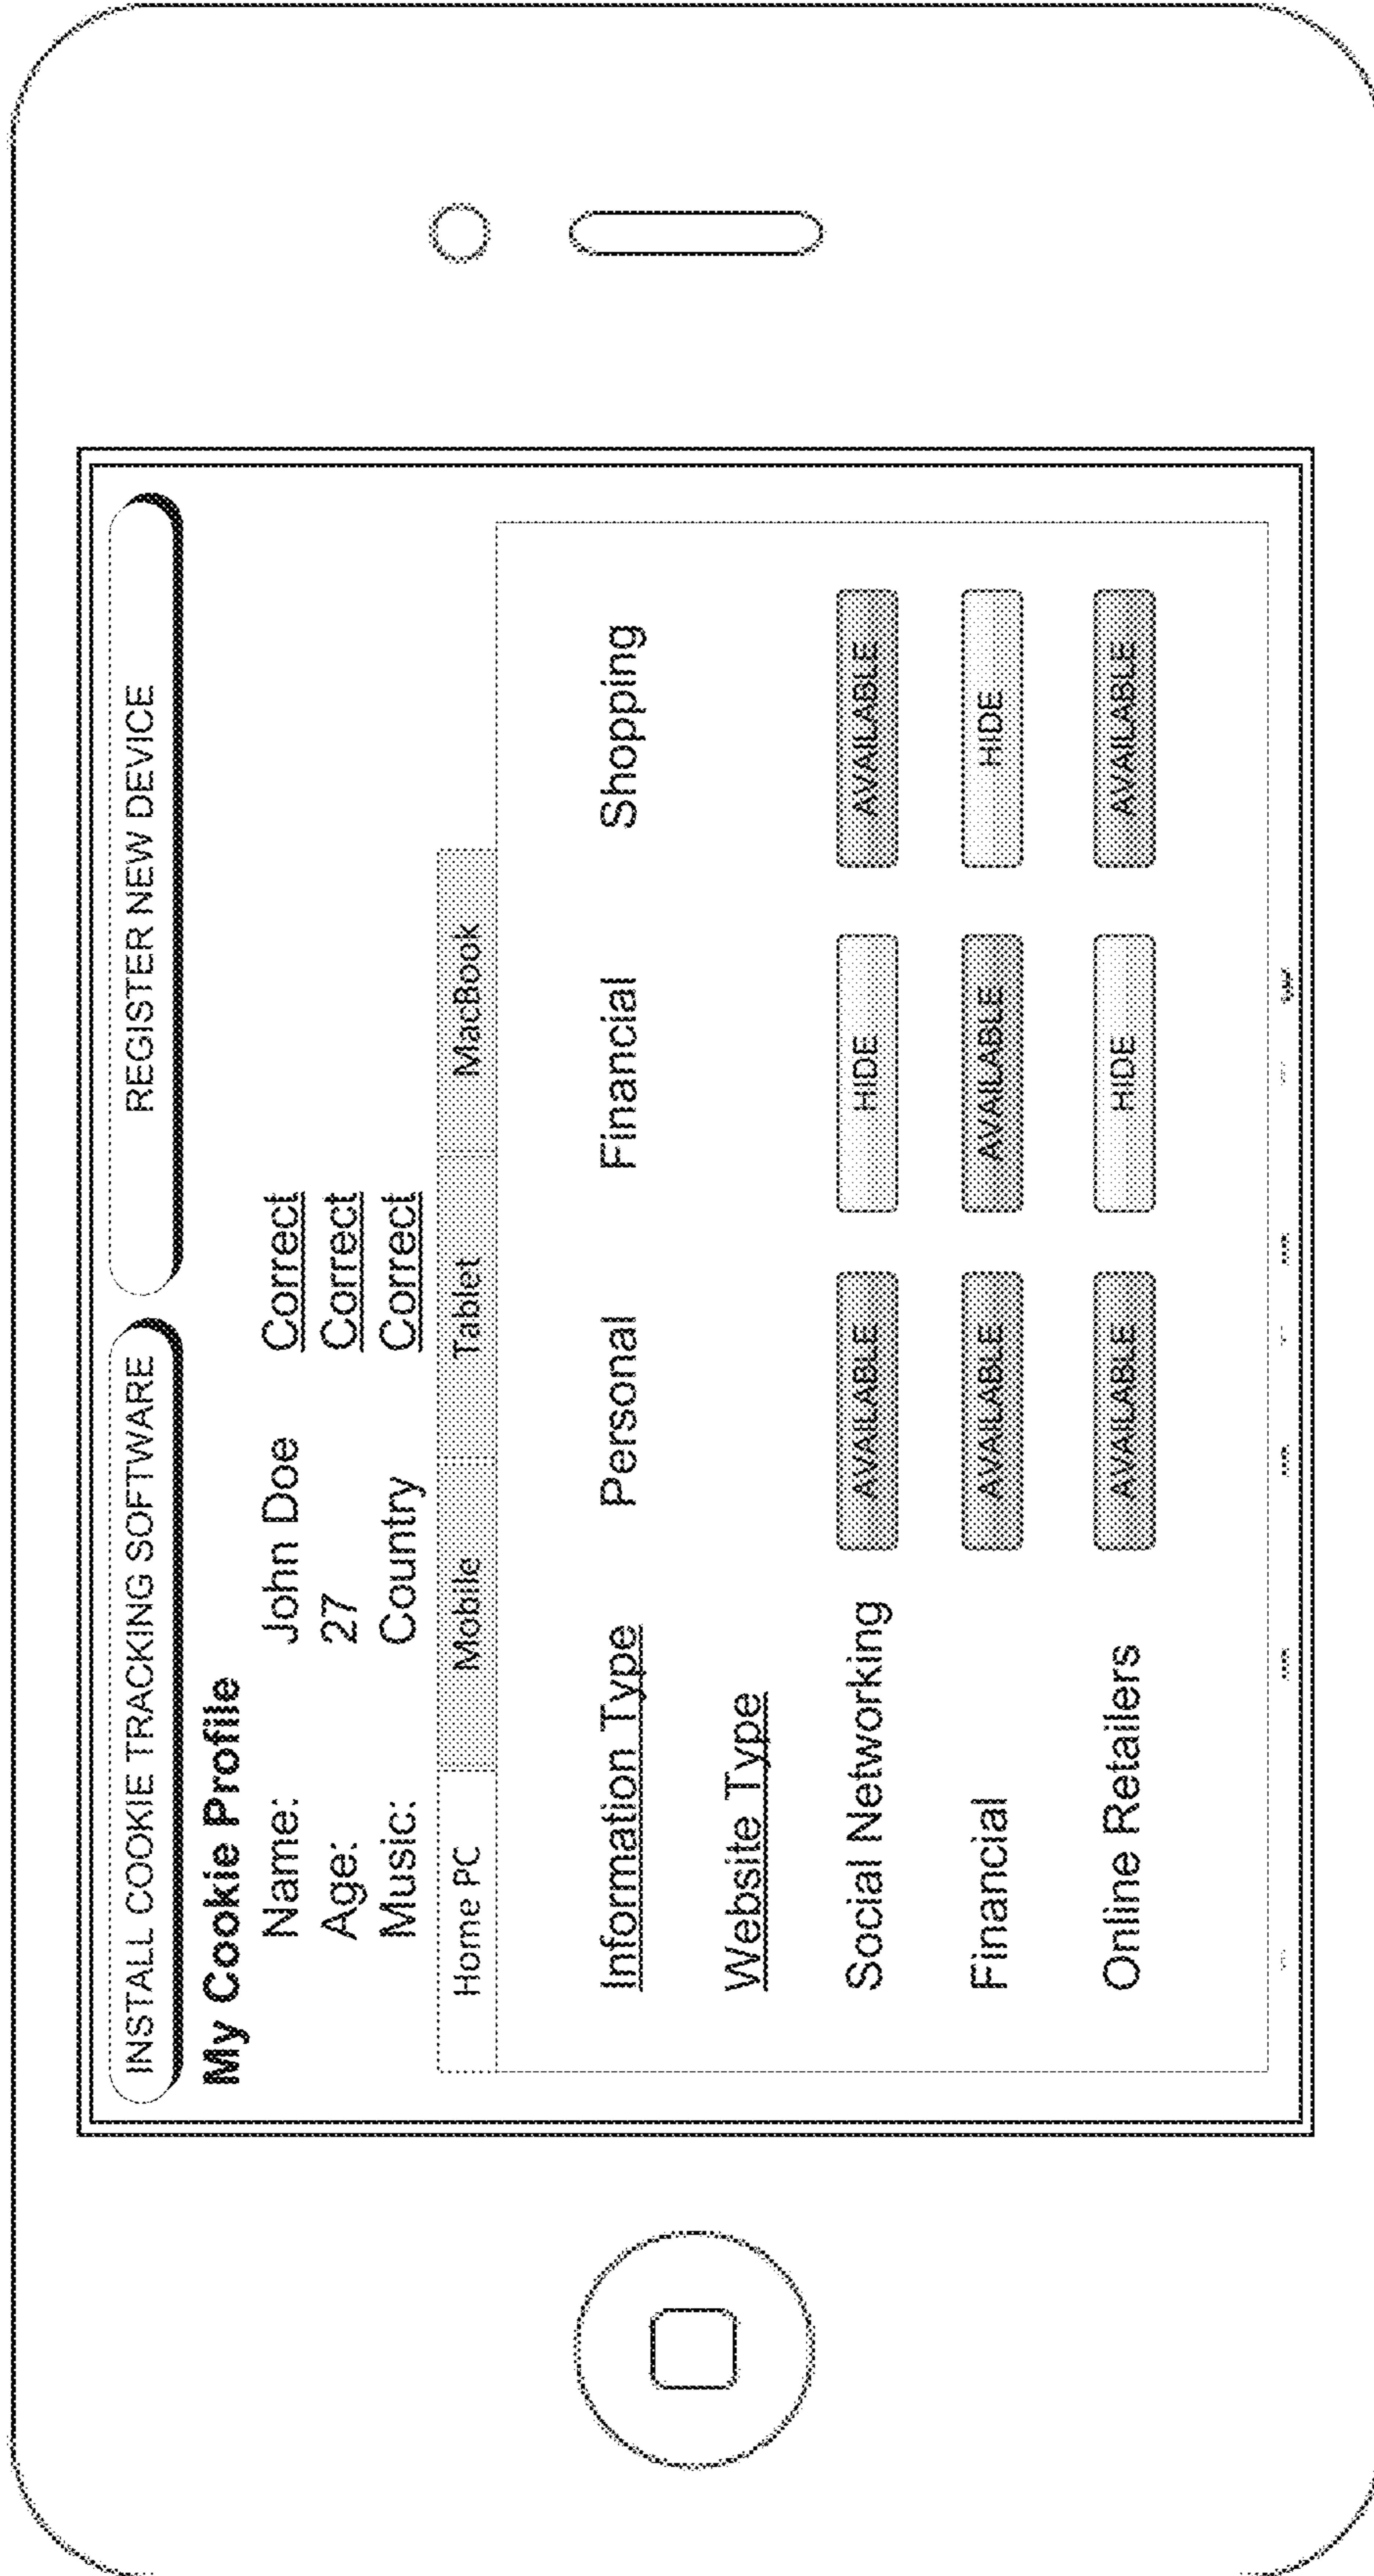 INSTALL COOKIE TRACKING SOFTWARE REGISTER NEW DEVICE
My Cookie Profile
Name: John Doe Correct
Age: 27 Correct
Music: Country Correct
Home PC Mobile Tablet MacBook
Information Type Personal Financial Shopping
Website Type
Social Networking AVAILABLE HIDE AVAILABLE
Financial AVAILABLE AVAILABLE HIDE
Online Retailers AVAILABLE HIDE AVAILABLE